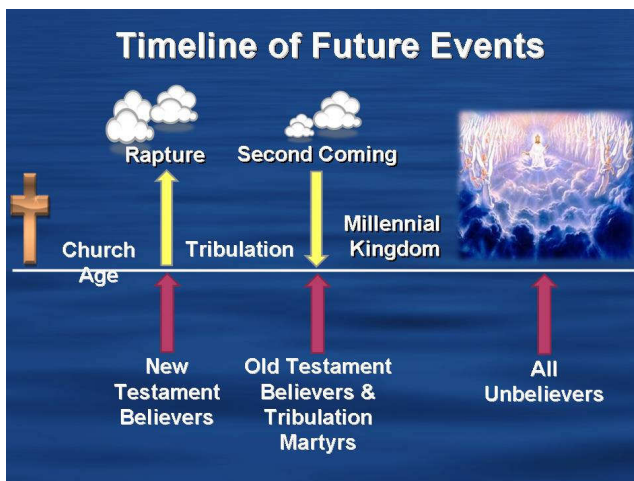 Timeline of Future Events
Rapture
Second Coming
Church
Age
Tribulation
Millennial
Kingdom
New
Testament
Believers
Old Testament
Believers &
Tribulation
Martyrs
All
Unbelievers